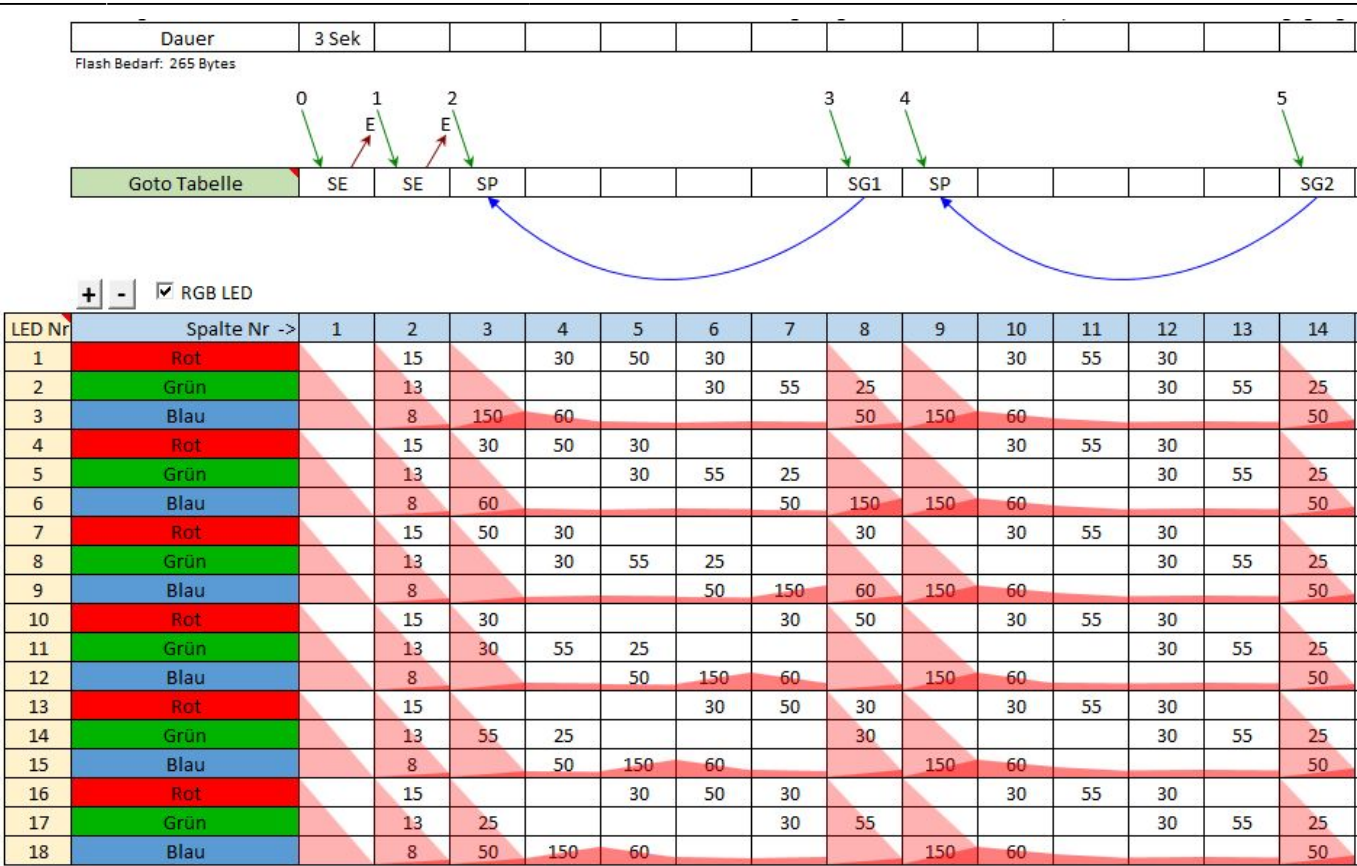 Dauer 3 Sek
Flash Bedarf: 265 Bytes
0 1 2 3 4 5
E E
Goto Tabelle SE SE SP SG1 SP SG2
+ - RGB LED
LED Nr Spalte Nr -> 1 2 3 4 5 6 7 8 9 10 11 12 13 14
1 Rot 15 30 50 30 30 55 30
2 Grün 13 30 55 25 30 55 25
3 Blau 8 150 60 50 150 60 50
4 Rot 15 30 50 30 30 55 30
5 Grün 13 30 55 25 30 55 25
6 Blau 8 60 50 150 150 60 50
7 Rot 15 50 30 30 30 55 30
8 Grün 13 30 55 25 30 55 25
9 Blau 8 50 150 60 150 60 50
10 Rot 15 30 30 50 30 55 30
11 Grün 13 30 55 25 30 55 25
12 Blau 8 50 150 60 150 60 50
13 Rot 15 30 50 30 30 55 30
14 Grün 13 55 25 30 30 55 25
15 Blau 8 50 150 60 150 60 50
16 Rot 15 30 50 30 30 55 30
17 Grün 13 25 30 55 30 55 25
18 Blau 8 50 150 60 150 60 50